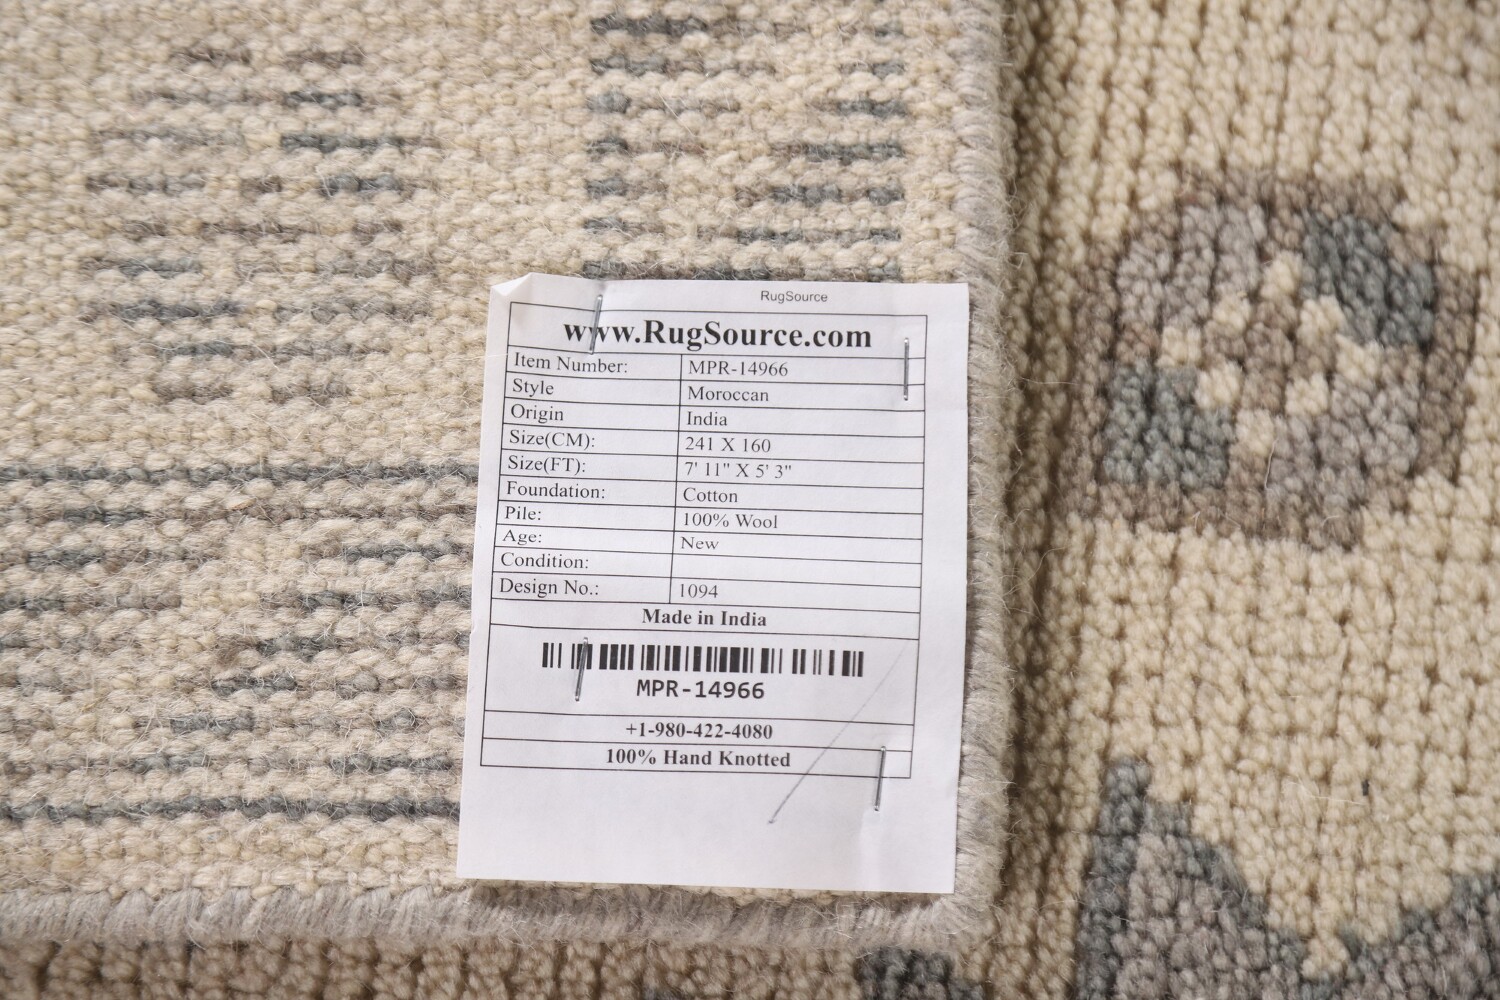 RugSource
www.RugSource.com
Item Number: MPR-14966
Style Moroccan
Origin India
Size(CM): 241 X 160
Size(FT): 7' 11" X 5' 3"
Foundation: Cotton
Pile: 100% Wool
Age: New
Condition:
Design No.: 1094
Made in India
MPR-14966
+1-980-422-4080
100% Hand Knotted